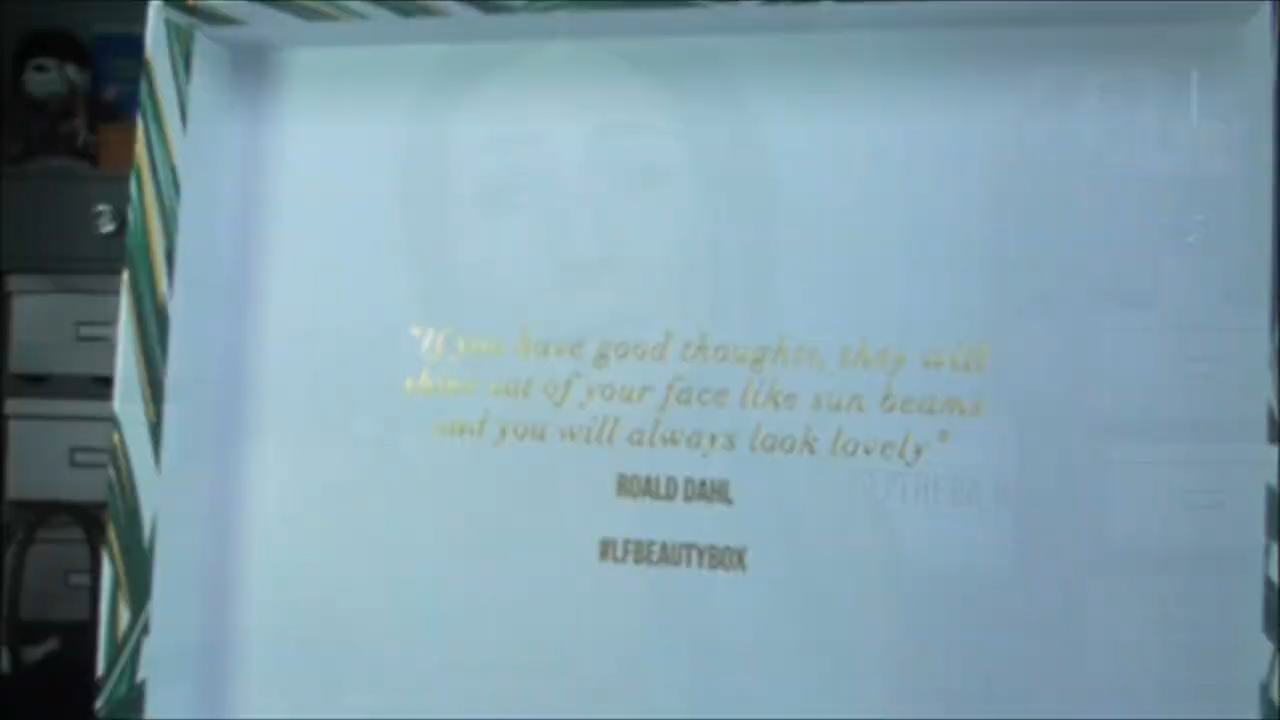 "If you have good thoughts, they will
shine out of your face like sun beams
and you will always look lovely"
ROALD DAHL
#LFBEAUTYBOX